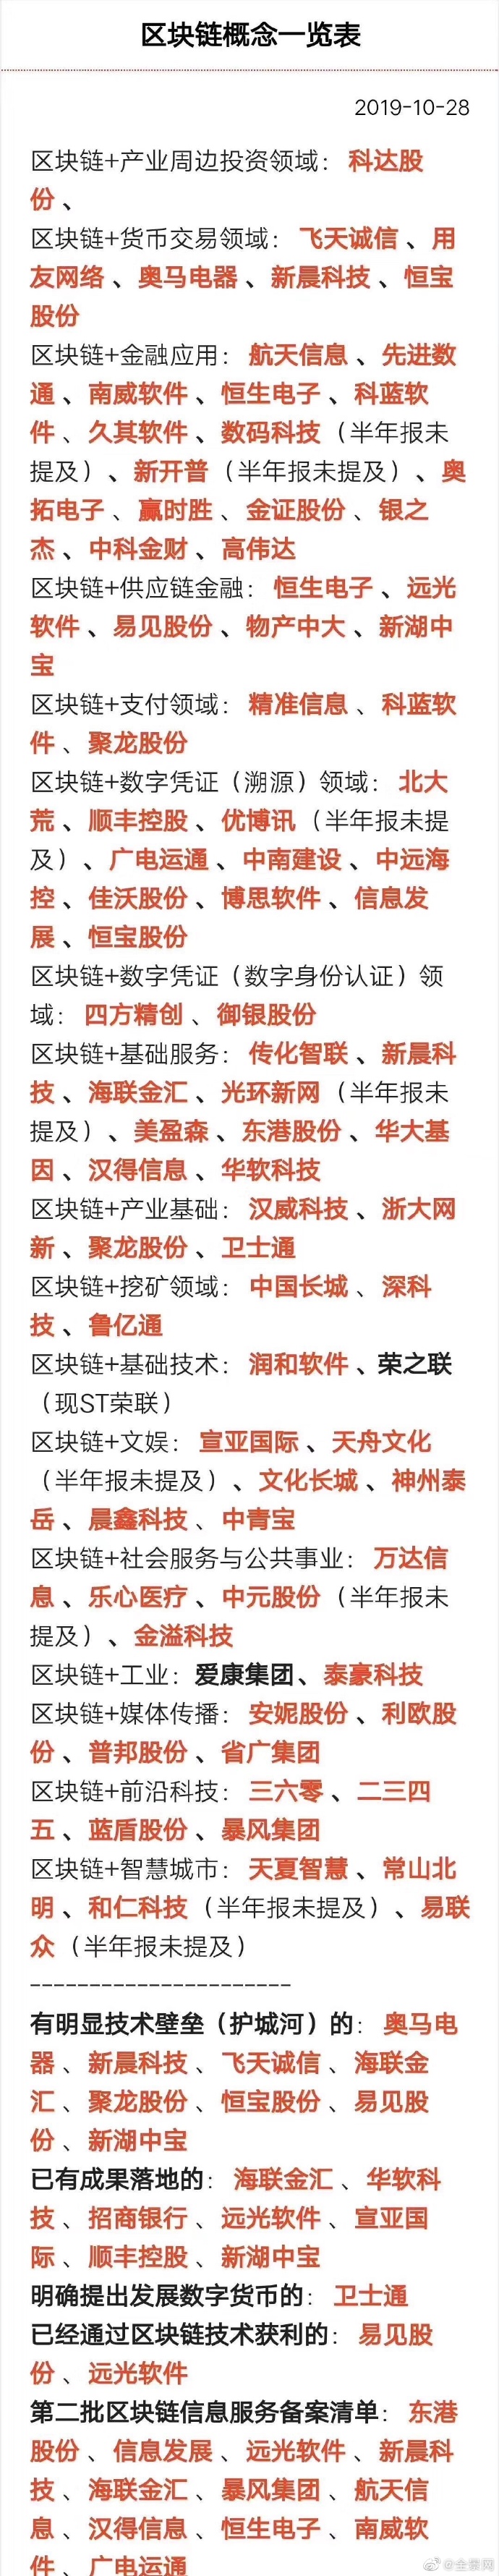 区块链概念一览表
2019-10-28
区块链+产业周边投资领域： 科达股
份 、
区块链+货币交易领域： 飞天诚信 、用
友网络 、奥马电器 、新晨科技 、恒宝
股份
区块链+金融应用： 航天信息 、先进数
通 、南威软件 、恒生电子 、科蓝软
件 、久其软件 、数码科技（半年报未
提及）、新开普（半年报未提及）、奥
拓电子 、赢时胜 、金证股份 、银之
杰 、中科金财 、高伟达
区块链+供应链金融： 恒生电子 、远光
软件 、易见股份 、物产中大 、新湖中
宝
区块链+支付领域： 精准信息 、科蓝软
件 、聚龙股份
区块链+数字凭证（溯源）领域： 北大
荒 、顺丰控股 、优博讯（半年报未提
及）、广电运通 、中南建设 、中远海
控 、佳沃股份 、博思软件 、信息发
展 、恒宝股份
区块链+数字凭证（数字身份认证）领
域： 四方精创 、御银股份
区块链+基础服务： 传化智联 、新晨科
技 、海联金汇 、光环新网（半年报未
提及）、美盈森 、东港股份 、华大基
因 、汉得信息 、华软科技
区块链+产业基础： 汉威科技 、浙大网
新 、聚龙股份 、卫士通
区块链+挖矿领域： 中国长城 、深科
技 、鲁亿通
区块链+基础技术： 润和软件 、荣之联
（现ST荣联）
区块链+文娱： 宣亚国际 、天舟文化
（半年报未提及）、文化长城 、神州泰
岳 、晨鑫科技 、中青宝
区块链+社会服务与公共事业： 万达信
息 、乐心医疗 、中元股份（半年报未
提及）、金溢科技
区块链+工业：爱康集团、泰豪科技
区块链+媒体传播： 安妮股份 、利欧股
份 、普邦股份 、省广集团
区块链+前沿科技： 三六零 、二三四
五 、蓝盾股份 、暴风集团
区块链+智慧城市： 天夏智慧 、常山北
明 、和仁科技（半年报未提及）、易联
众（半年报未提及）
----------------------
有明显技术壁垒（护城河）的： 奥马电
器 、新晨科技 、飞天诚信 、海联金
汇 、聚龙股份 、恒宝股份 、易见股
份 、新湖中宝
已有成果落地的： 海联金汇 、华软科
技 、招商银行 、远光软件 、宣亚国
际 、顺丰控股 、新湖中宝
明确提出发展数字货币的： 卫士通
已经通过区块链技术获利的： 易见股
份 、远光软件
第二批区块链信息服务备案清单： 东港
股份 、信息发展 、远光软件 、新晨科
技 、海联金汇 、暴风集团 、航天信
息 、汉得信息 、恒生电子 、南威软
件 、广电运通
@全景网